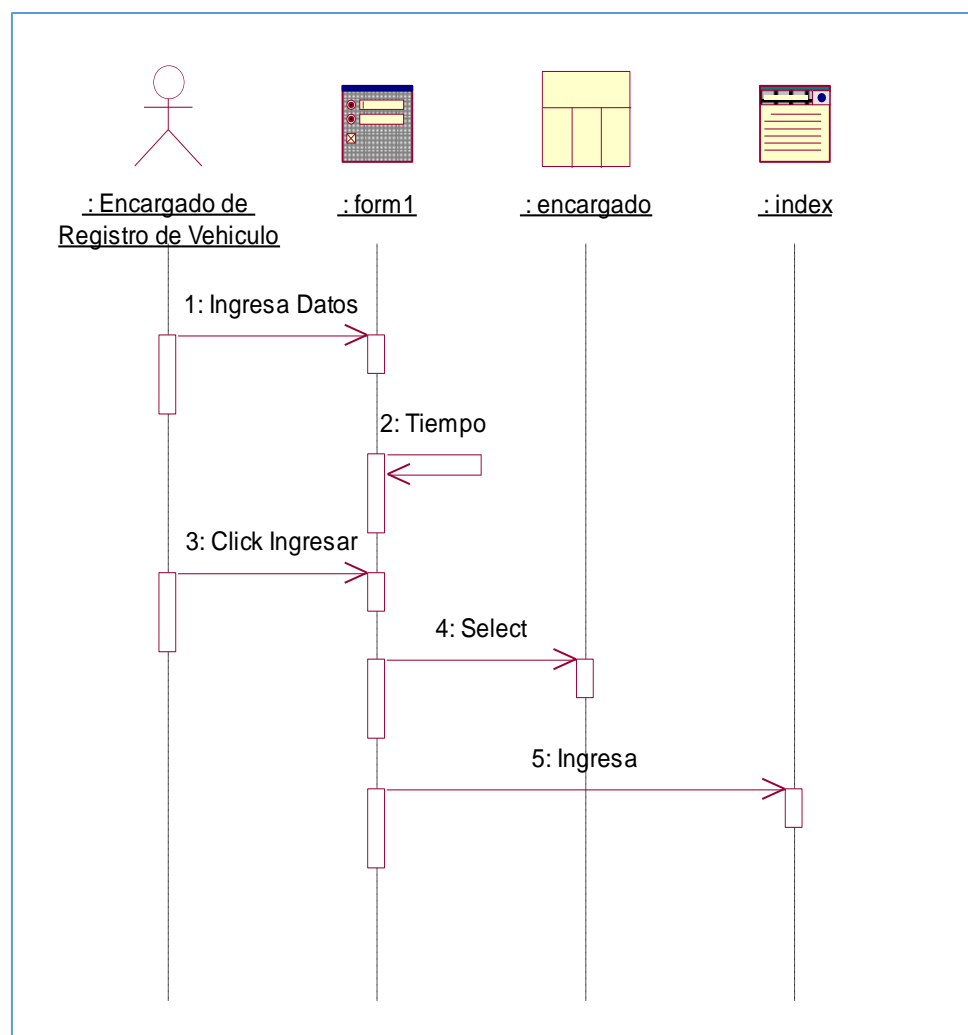 : Encargado de
Registro de Vehiculo
: form1
: encargado
: index
1: Ingresa Datos
2: Tiempo
3: Click Ingresar
4: Select
5: Ingresa